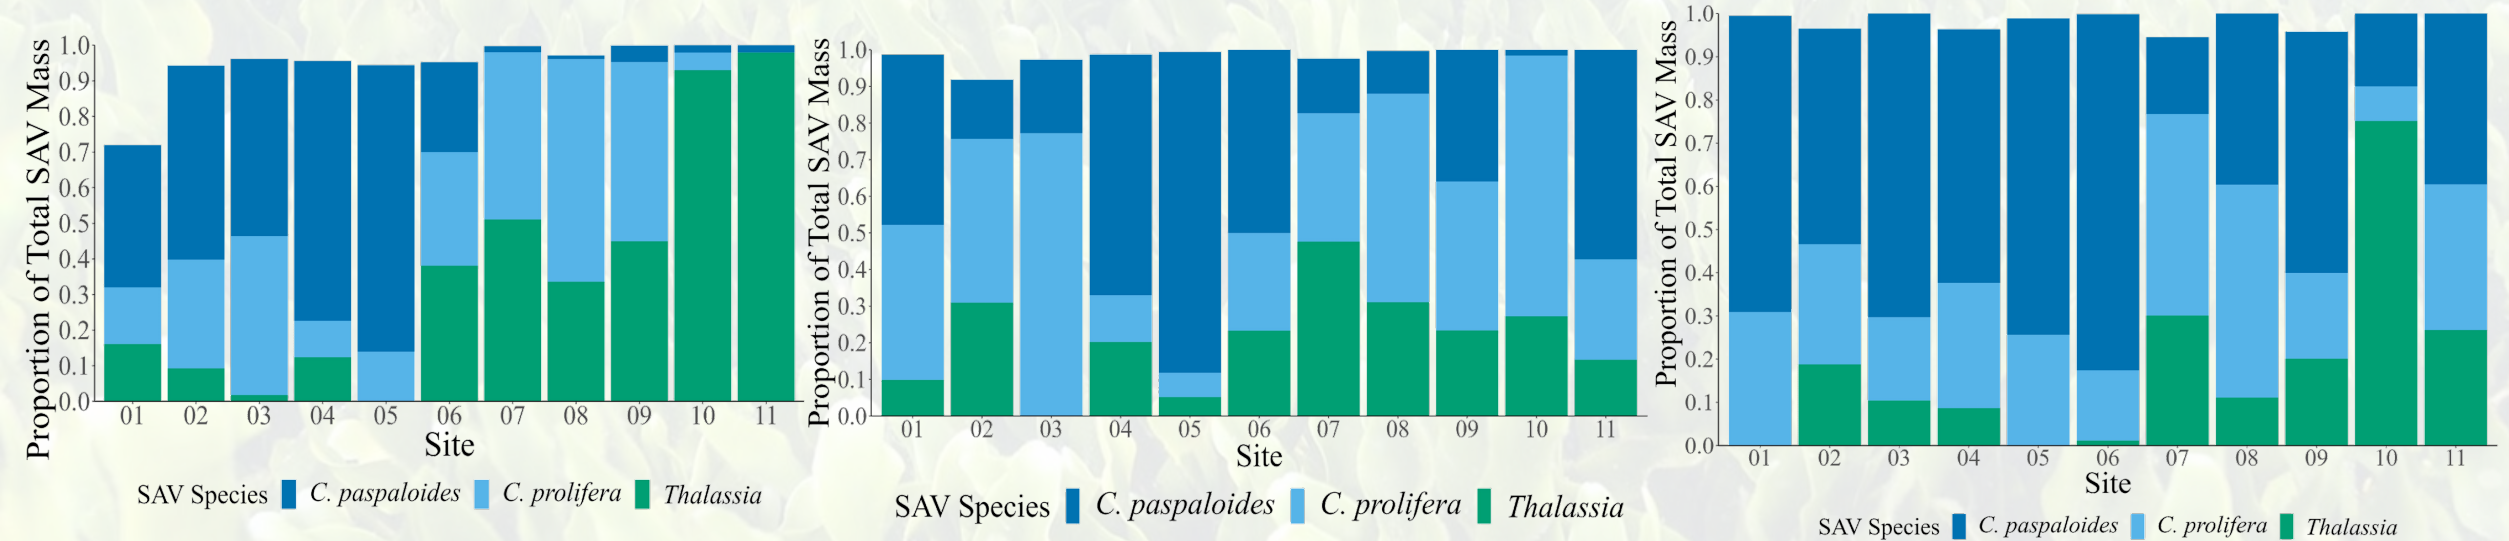 Proportion of Total SAV Mass
1.0
0.9
0.8
0.7
0.6
0.5
0.4
0.3
0.2
0.1
0.0
01 02 03 04 05 06 07 08 09 10 11
Site
SAV Species C. paspaloides C. prolifera Thalassia
Proportion of Total SAV Mass
1.0
0.9
0.8
0.7
0.6
0.5
0.4
0.3
0.2
0.1
0.0
01 02 03 04 05 06 07 08 09 10 11
Site
SAV Species C. paspaloides C. prolifera Thalassia
Proportion of Total SAV Mass
1.0
0.9
0.8
0.7
0.6
0.5
0.4
0.3
0.2
0.1
0.0
01 02 03 04 05 06 07 08 09 10 11
Site
SAV Species C. paspaloides C. prolifera Thalassia